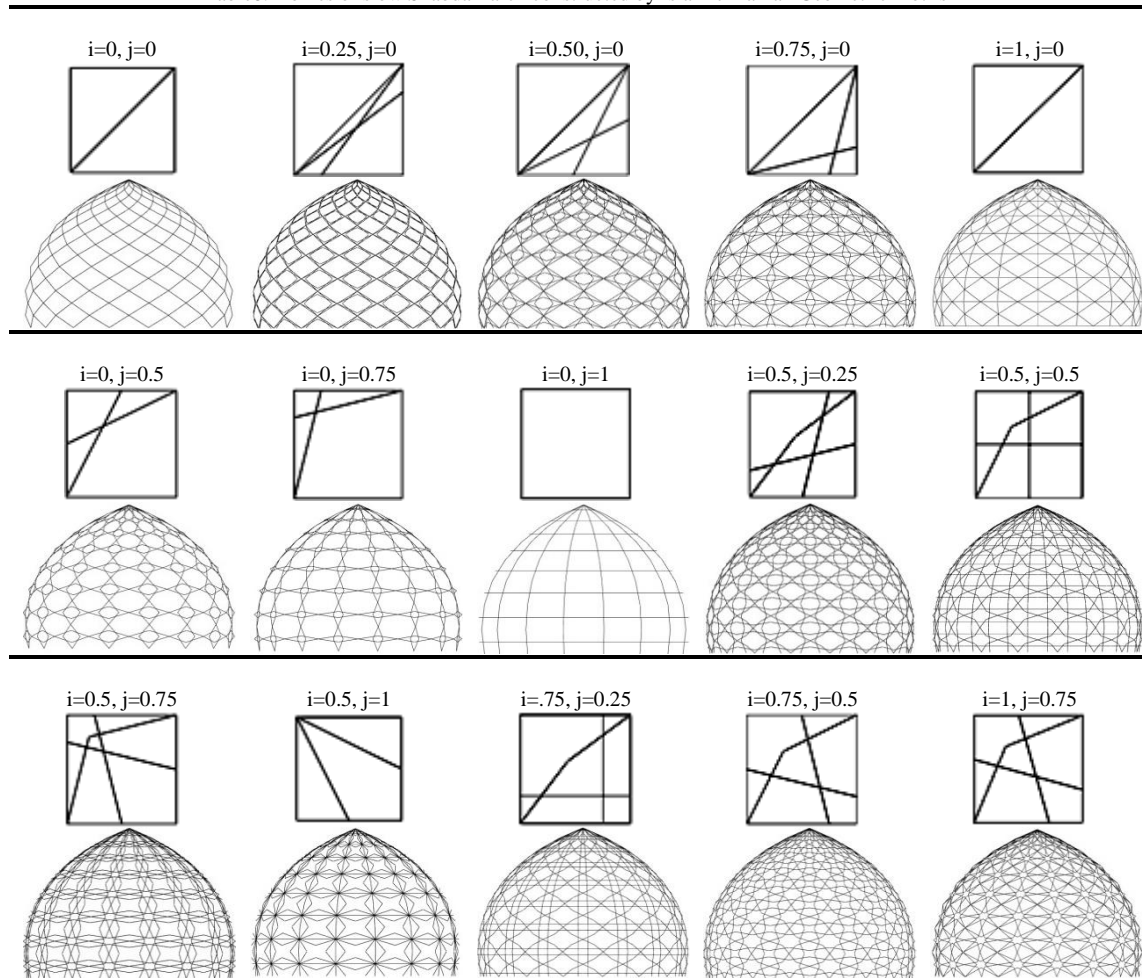 i=0, j=0 i=0.25, j=0 i=0.50, j=0 i=0.75, j=0 i=1, j=0
i=0, j=0.5 i=0, j=0.75 i=0, j=1 i=0.5, j=0.25 i=0.5, j=0.5
i=0.5, j=0.75 i=0.5, j=1 i=.75, j=0.25 i=0.75, j=0.5 i=1, j=0.75